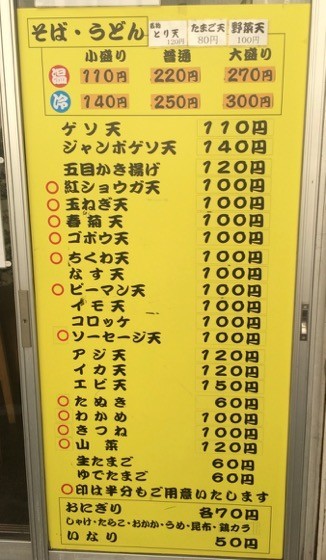 そば・うどん 名物 とり天 120円 たまご天 80円 野菜天 100円
小盛り 普通 大盛り
温 110円 220円 270円
冷 140円 250円 300円
ゲソ天 110円
ジャンボゲソ天 140円
五目かき揚げ 120円
○紅ショウガ天 100円
○玉ねぎ天 100円
○春菊天 100円
○ゴボウ天 100円
○ちくわ天 100円
なす天 100円
○ピーマン天 100円
イモ天 100円
コロッケ 100円
○ソーセージ天 100円
アジ天 120円
イカ天 120円
エビ天 150円
○たぬき 60円
○わかめ 100円
○きつね 100円
○山菜 120円
生たまご 60円
ゆでたまご 60円
○印は半分もご用意いたします
おにぎり 各70円
しゃけ・たらこ・おかか・うめ・昆布・鶏カラ
いなり 50円